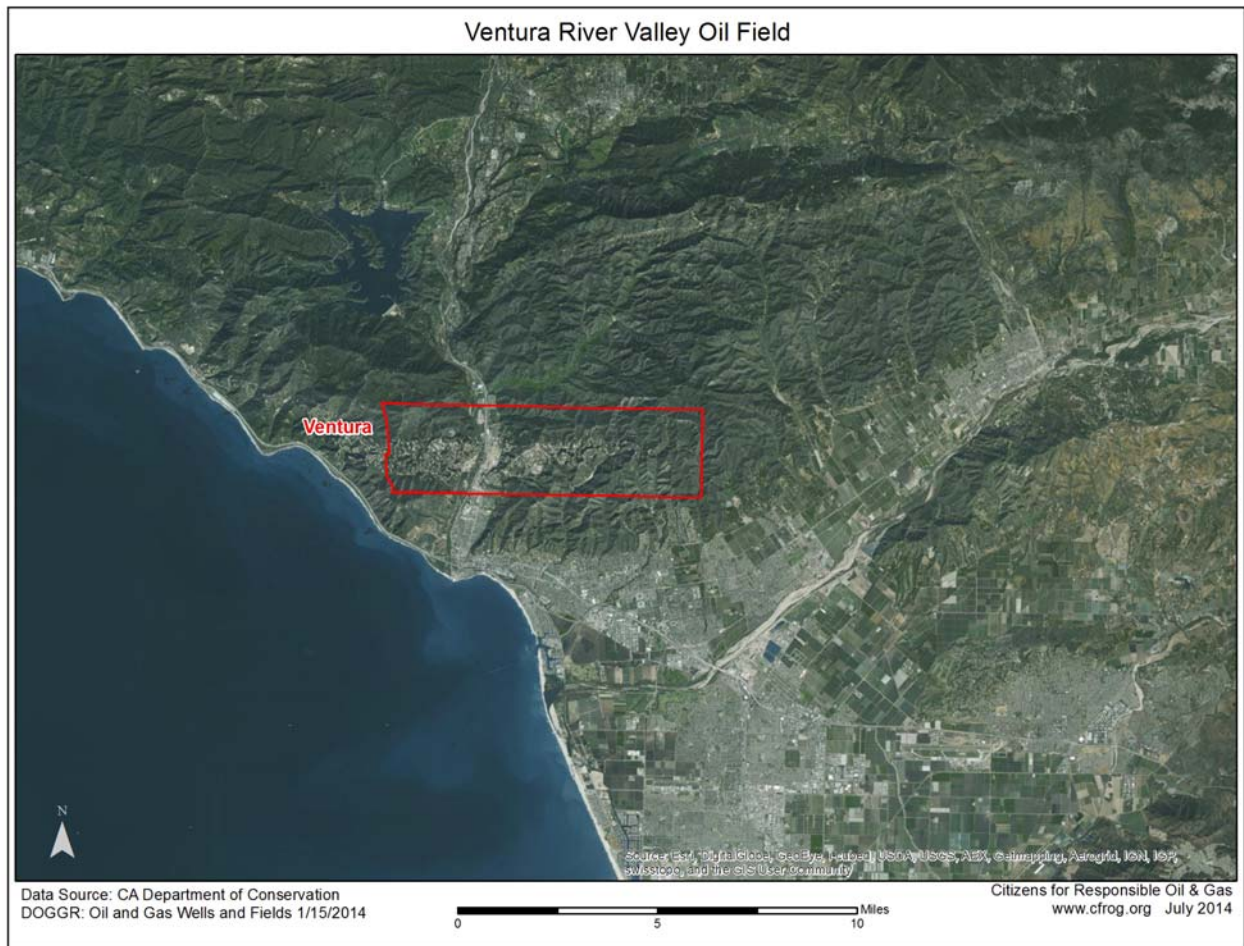 Ventura River Valley Oil Field
Ventura
N
Source: Esri, DigitalGlobe, GeoEye, i-cubed, USDA, USGS, AEX, Getmapping, Aerogrid, IGN, IGP,
swisstopo, and the GIS User Community
Data Source: CA Department of Conservation
DOGGR: Oil and Gas Wells and Fields 1/15/2014
0 5 10 Miles
Citizens for Responsible Oil & Gas
www.cfrog.org July 2014